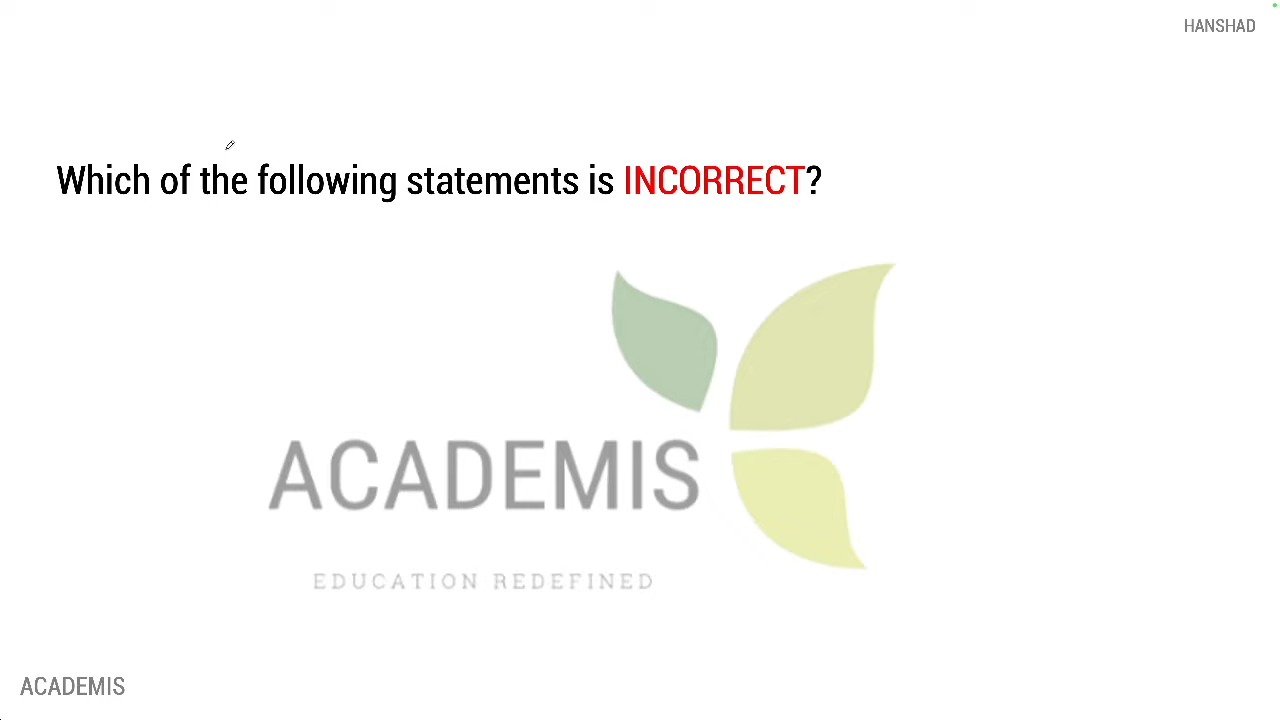 HANSHAD
Which of the following statements is INCORRECT?
ACADEMIS
EDUCATION REDEFINED
ACADEMIS